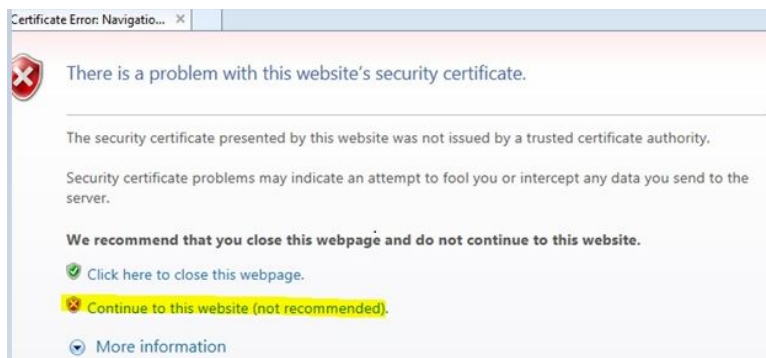 Certificate Error: Navigatio...
There is a problem with this website's security certificate.
The security certificate presented by this website was not issued by a trusted certificate authority.
Security certificate problems may indicate an attempt to fool you or intercept any data you send to the
server.
We recommend that you close this webpage and do not continue to this website.
Click here to close this webpage.
Continue to this website (not recommended).
More information